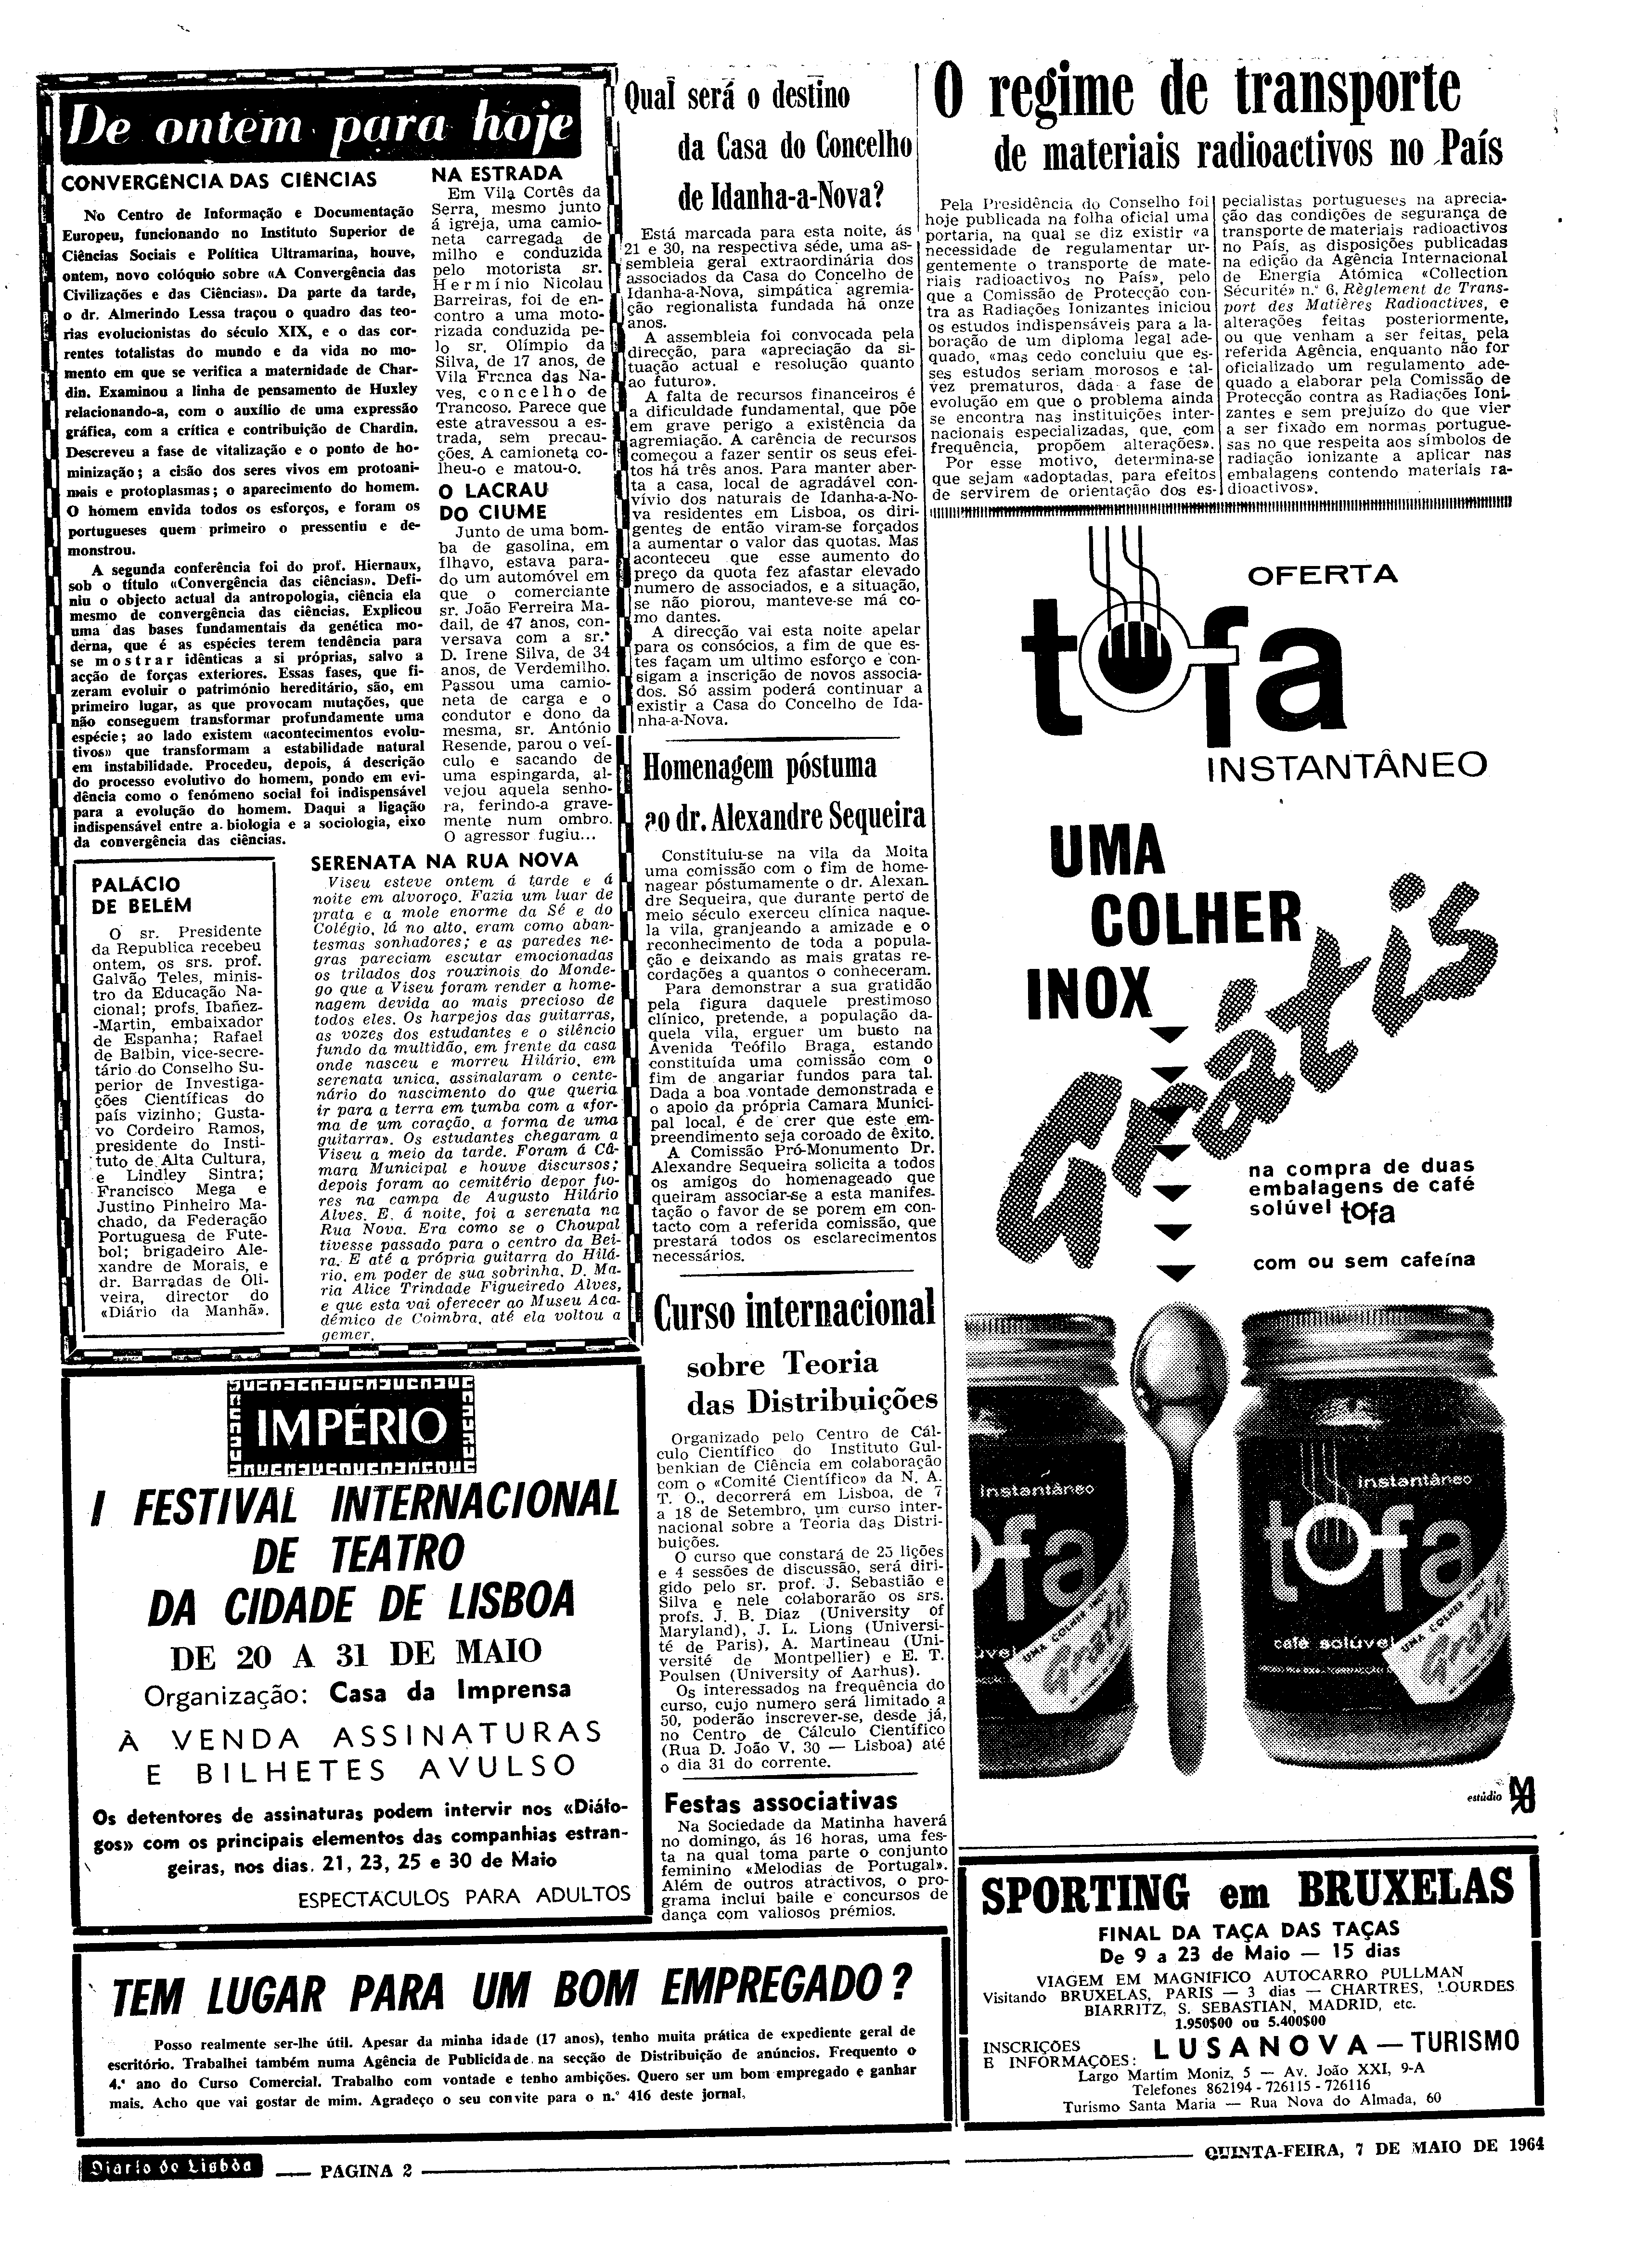 De ontem para hoje
CONVERGÊNCIA DAS CIÊNCIAS
No Centro de Informação e Documentação
Europeu, funcionando no Instituto Superior de
Ciências Sociais e Política Ultramarina, houve,
ontem, novo colóquio sobre «A Convergência das
Civilizações e das Ciências». Da parte da tarde,
o dr. Almerindo Lessa traçou o quadro das teo-
rias evolucionistas do século XIX, e o das cor-
rentes totalistas do mundo e da vida no mo-
mento em que se verifica a maternidade de Char-
din. Examinou a linha de pensamento de Huxley
relacionando-a, com o auxílio de uma expressão
gráfica, com a crítica e contribuição de Chardin.
Descreveu a fase de vitalização e o ponto de ho-
minização; a cisão dos seres vivos em protoani-
mais e protoplasmas; o aparecimento do homem.
O homem envida todos os esforços, e foram os
portugueses quem primeiro o pressentiu e de-
monstrou.
A segunda conferência foi do prof. Hiernaux,
sob o título «Convergência das ciências». Defi-
niu o objecto actual da antropologia, ciência ela
mesmo de convergência das ciências. Explicou
uma das bases fundamentais da genética mo-
derna, que é as espécies terem tendência para
se mostrar idênticas a si próprias, salvo a
acção de forças exteriores. Essas fases, que fi-
zeram evoluir o património hereditário, são, em
primeiro lugar, as que provocam mutações, que
não conseguem transformar profundamente uma
espécie; ao lado existem «acontecimentos evolu-
tivos» que transformam a estabilidade natural
em instabilidade. Procedeu, depois, á descrição
do processo evolutivo do homem, pondo em evi-
dência como o fenómeno social foi indispensável
para a evolução do homem. Daqui a ligação
indispensável entre a biologia e a sociologia, eixo
da convergência das ciências.
NA ESTRADA
Em Vila Cortês da
Serra, mesmo junto
á igreja, uma camio-
neta carregada de
milho e conduzida
pelo motorista sr.
Hermínio Nicolau
Barreiras, foi de en-
contro a uma moto-
rizada conduzida pe-
lo sr. Olímpio da
Silva, de 17 anos, de
Vila Franca das Na-
ves, concelho de
Trancoso. Parece que
este atravessou a es-
trada, sem precau-
ções. A camioneta co-
lheu-o e matou-o.
O LACRAU
DO CIUME
Junto de uma bom-
ba de gasolina, em
flhavo, estava para-
do um automóvel em
que o comerciante
sr. João Ferreira Ma-
dail, de 47 anos, con-
versava com a sr.ª
D. Irene Silva, de 34
anos, de Verdemilho.
Passou uma camio-
neta de carga e o
condutor e dono da
mesma, sr. António
Resende, parou o veí-
culo e sacando de
uma espingarda, al-
vejou aquela senho-
ra, ferindo-a grave-
mente num ombro.
O agressor fugiu...
PALÁCIO
DE BELÉM
O sr. Presidente
da Republica recebeu
ontem, os srs. prof.
Galvão Teles, minis-
tro da Educação Na-
cional; profs. Ibañez-
-Martin, embaixador
de Espanha; Rafael
de Balbin, vice-secre-
tário do Conselho Su-
perior de Investiga-
ções Científicas do
país vizinho; Gusta-
vo Cordeiro Ramos,
presidente do Insti-
tuto de Alta Cultura,
e Lindley Sintra;
Francisco Mega e
Justino Pinheiro Ma-
chado, da Federação
Portuguesa de Fute-
bol; brigadeiro Ale-
xandre de Morais, e
dr. Barradas de Oli-
veira, director do
«Diário da Manhã».
SERENATA NA RUA NOVA
Viseu esteve ontem á tarde e á
noite em alvoroço. Fazia um luar de
prata e a mole enorme da Sé e do
Colégio, lá no alto, eram como aban-
tesmas sonhadores; e as paredes ne-
gras pareciam escutar emocionadas
os trilados dos rouxinois do Monde-
go que a Viseu foram render a home-
nagem devida ao mais precioso de
todos eles. Os harpejos das guitarras,
as vozes dos estudantes e o silêncio
fundo da multidão, em frente da casa
onde nasceu e morreu Hilário, em
serenata unica, assinalaram o cente-
nário do nascimento do que queria
ir para a terra em tumba com a «for-
ma de um coração, a forma de uma
guitarra». Os estudantes chegaram a
Viseu a meio da tarde. Foram á Câ-
mara Municipal e houve discursos;
depois foram ao cemitério depor flo-
res na campa de Augusto Hilário
Alves. E, á noite, foi a serenata na
Rua Nova. Era como se o Choupal
tivesse passado para o centro da Bei-
ra. E até a própria guitarra do Hilá-
rio, em poder de sua sobrinha, D. Ma-
ria Alice Trindade Figueiredo Alves,
e que esta vai oferecer ao Museu Aca-
démico de Coimbra, até ela voltou a
gemer.
Qual será o destino
da Casa do Concelho
de Idanha-a-Nova?
Está marcada para esta noite, ás
21 e 30, na respectiva séde, uma as-
sembleia geral extraordinária dos
associados da Casa do Concelho de
Idanha-a-Nova, simpática agremia-
ção regionalista fundada há onze
anos.
A assembleia foi convocada pela
direcção, para «apreciação da si-
tuação actual e resolução quanto
ao futuro».
A falta de recursos financeiros é
a dificuldade fundamental, que põe
em grave perigo a existência da
agremiação. A carência de recursos
começou a fazer sentir os seus efei-
tos há três anos. Para manter aber-
ta a casa, local de agradável con-
vívio dos naturais de Idanha-a-No-
va residentes em Lisboa, os diri-
gentes de então viram-se forçados
a aumentar o valor das quotas. Mas
aconteceu que esse aumento do
preço da quota fez afastar elevado
numero de associados, e a situação,
se não piorou, manteve-se má co-
mo dantes.
A direcção vai esta noite apelar
para os consócios, a fim de que es-
tes façam um ultimo esforço e con-
sigam a inscrição de novos associa-
dos. Só assim poderá continuar a
existir a Casa do Concelho de Ida-
nha-a-Nova.
Homenagem póstuma
ao dr. Alexandre Sequeira
Constituiu-se na vila da Moita
uma comissão com o fim de home-
nagear póstumamente o dr. Alexan-
dre Sequeira, que durante perto de
meio século exerceu clínica naque-
la vila, granjeando a amizade e o
reconhecimento de toda a popula-
ção e deixando as mais gratas re-
cordações a quantos o conheceram.
Para demonstrar a sua gratidão
pela figura daquele prestimoso
clínico, pretende, a população da-
quela vila, erguer um busto na
Avenida Teófilo Braga, estando
constituída uma comissão com o
fim de angariar fundos para tal.
Dada a boa vontade demonstrada e
o apoio da própria Camara Munici-
pal local, é de crer que este em-
preendimento seja coroado de êxito.
A Comissão Pró-Monumento Dr.
Alexandre Sequeira solicita a todos
os amigos do homenageado que
queiram associar-se a esta manifes-
tação o favor de se porem em con-
tacto com a referida comissão, que
prestará todos os esclarecimentos
necessários.
Curso internacional
sobre Teoria
das Distribuições
Organizado pelo Centro de Cál-
culo Científico do Instituto Gul-
benkian de Ciência em colaboração
com o «Comité Científico» da N. A.
T. O., decorrerá em Lisboa, de 7
a 18 de Setembro, um curso inter-
nacional sobre a Teoria das Distri-
buições.
O curso que constará de 25 lições
e 4 sessões de discussão, será diri-
gido pelo sr. prof. J. Sebastião e
Silva e nele colaborarão os srs.
profs. J. B. Diaz (University of
Maryland), J. L. Lions (Universi-
té de Paris), A. Martineau (Uni-
versité de Montpellier) e E. T.
Poulsen (University of Aarhus).
Os interessados na frequência do
curso, cujo numero será limitado a
50, poderão inscrever-se, desde já,
no Centro de Cálculo Científico
(Rua D. João V, 30 — Lisboa) até
o dia 31 do corrente.
Festas associativas
Na Sociedade da Matinha haverá
no domingo, ás 16 horas, uma fes-
ta na qual toma parte o conjunto
feminino «Melodias de Portugal».
Além de outros atractivos, o pro-
grama inclui baile e concursos de
dança com valiosos prémios.
O regime de transporte
de materiais radioactivos no País
Pela Presidência do Conselho foi
hoje publicada na folha oficial uma
portaria, na qual se diz existir «a
necessidade de regulamentar ur-
gentemente o transporte de mate-
riais radioactivos no País», pelo
que a Comissão de Protecção con-
tra as Radiações Ionizantes iniciou
os estudos indispensáveis para a la-
boração de um diploma legal ade-
quado, «mas cedo concluiu que es-
ses estudos seriam morosos e tal-
vez prematuros, dada a fase de
evolução em que o problema ainda
se encontra nas instituições inter-
nacionais especializadas, que, com
frequência, propõem alterações».
Por esse motivo, determina-se
que sejam «adoptadas, para efeitos
de servirem de orientação dos es-
pecialistas portugueses na aprecia-
ção das condições de segurança de
transporte de materiais radioactivos
no País, as disposições publicadas
na edição da Agência Internacional
de Energia Atómica «Collection
Sécurité» n.º 6, Règlement de Trans-
port des Matières Radioactives, e
alterações feitas posteriormente,
ou que venham a ser feitas, pela
referida Agência, enquanto não for
oficializado um regulamento ade-
quado a elaborar pela Comissão de
Protecção contra as Radiações Ioni-
zantes e sem prejuízo do que vier
a ser fixado em normas portugue-
sas no que respeita aos símbolos de
radiação ionizante a aplicar nas
embalagens contendo materiais ra-
dioactivos».
OFERTA
tofa
INSTANTÂNEO
UMA
COLHER
INOX
Grátis
na compra de duas
embalagens de café
solúvel tofa
com ou sem cafeína
instantâneo
tofa
café solúvel
UMA COLHER INOX
Grátis
instantâneo
ofa
úvel
UMA COLHER INOX
Grátis
estúdio
IMPÉRIO
I FESTIVAL INTERNACIONAL
DE TEATRO
DA CIDADE DE LISBOA
DE 20 A 31 DE MAIO
Organização: Casa da Imprensa
À VENDA ASSINATURAS
E BILHETES AVULSO
Os detentores de assinaturas podem intervir nos «Diálo-
gos» com os principais elementos das companhias estran-
geiras, nos dias. 21, 23, 25 e 30 de Maio
ESPECTÁCULOS PARA ADULTOS
TEM LUGAR PARA UM BOM EMPREGADO?
Posso realmente ser-lhe útil. Apesar da minha idade (17 anos), tenho muita prática de expediente geral de
escritório. Trabalhei também numa Agência de Publicidade na secção de Distribuição de anúncios. Frequento o
4.º ano do Curso Comercial. Trabalho com vontade e tenho ambições. Quero ser um bom empregado e ganhar
mais. Acho que vai gostar de mim. Agradeço o seu convite para o n.º 416 deste jornal,
SPORTING em BRUXELAS
FINAL DA TAÇA DAS TAÇAS
De 9 a 23 de Maio — 15 dias
VIAGEM EM MAGNÍFICO AUTOCARRO PULLMAN
Visitando BRUXELAS, PARIS — 3 dias — CHARTRES, LOURDES
BIARRITZ, S. SEBASTIAN, MADRID, etc.
1.950$00 ou 5.400$00
INSCRIÇÕES
E INFORMAÇÕES: LUSANOVA — TURISMO
Largo Martim Moniz, 5 — Av. João XXI, 9-A
Telefones 862194 - 726115 - 726116
Turismo Santa Maria — Rua Nova do Almada, 60
Diario de Lisboa — PAGINA 2
QUINTA-FEIRA, 7 DE MAIO DE 1964